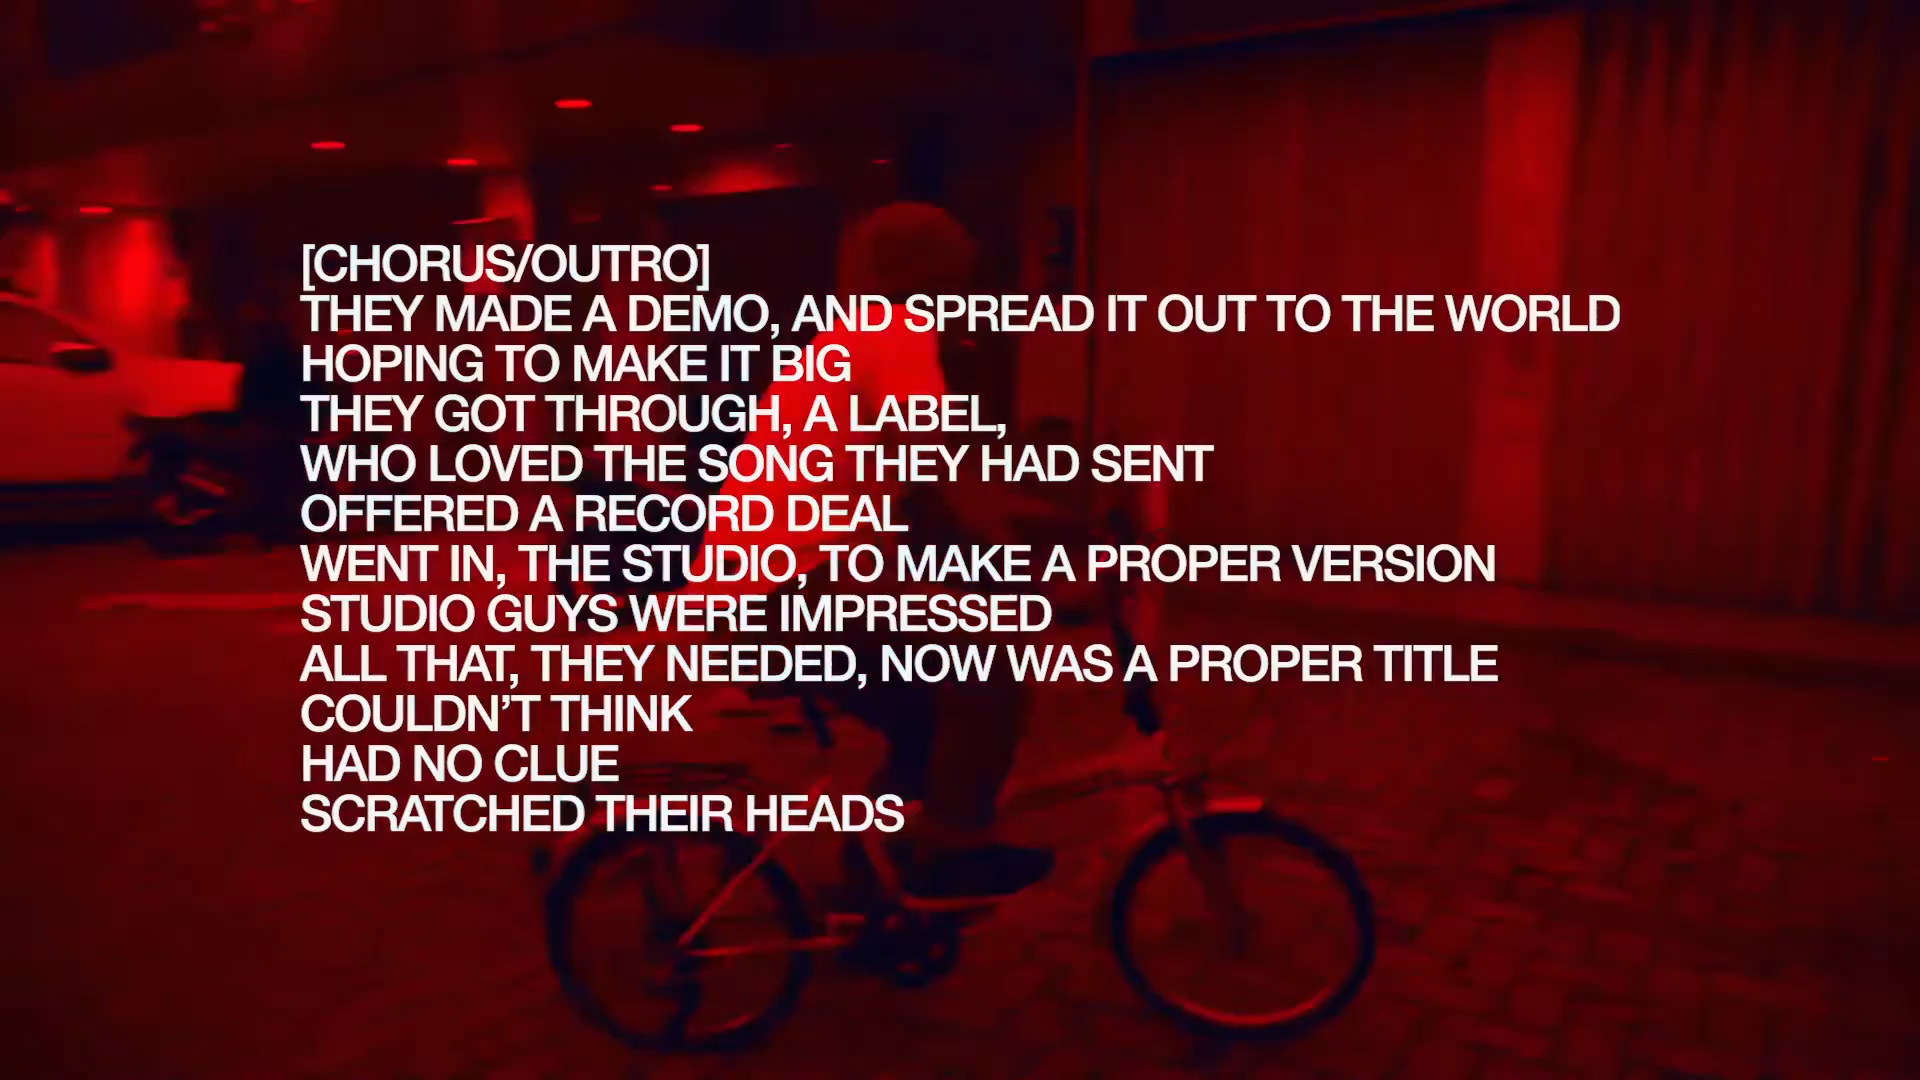 [CHORUS/OUTRO]
THEY MADE A DEMO, AND SPREAD IT OUT TO THE WORLD
HOPING TO MAKE IT BIG
THEY GOT THROUGH, A LABEL,
WHO LOVED THE SONG THEY HAD SENT
OFFERED A RECORD DEAL
WENT IN, THE STUDIO, TO MAKE A PROPER VERSION
STUDIO GUYS WERE IMPRESSED
ALL THAT, THEY NEEDED, NOW WAS A PROPER TITLE
COULDN’T THINK
HAD NO CLUE
SCRATCHED THEIR HEADS